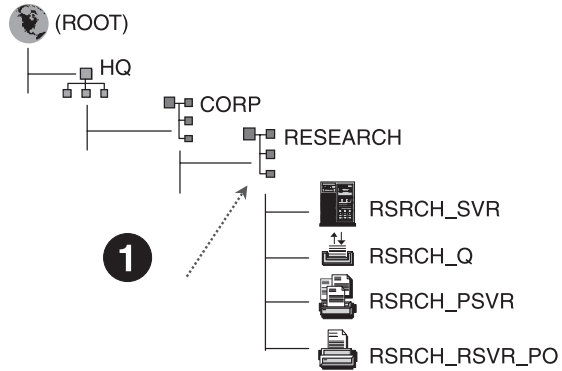 (ROOT)
HQ
CORP
RESEARCH
RSRCH_SVR
1
RSRCH_Q
RSRCH_PSVR
RSRCH_RSVR_PO